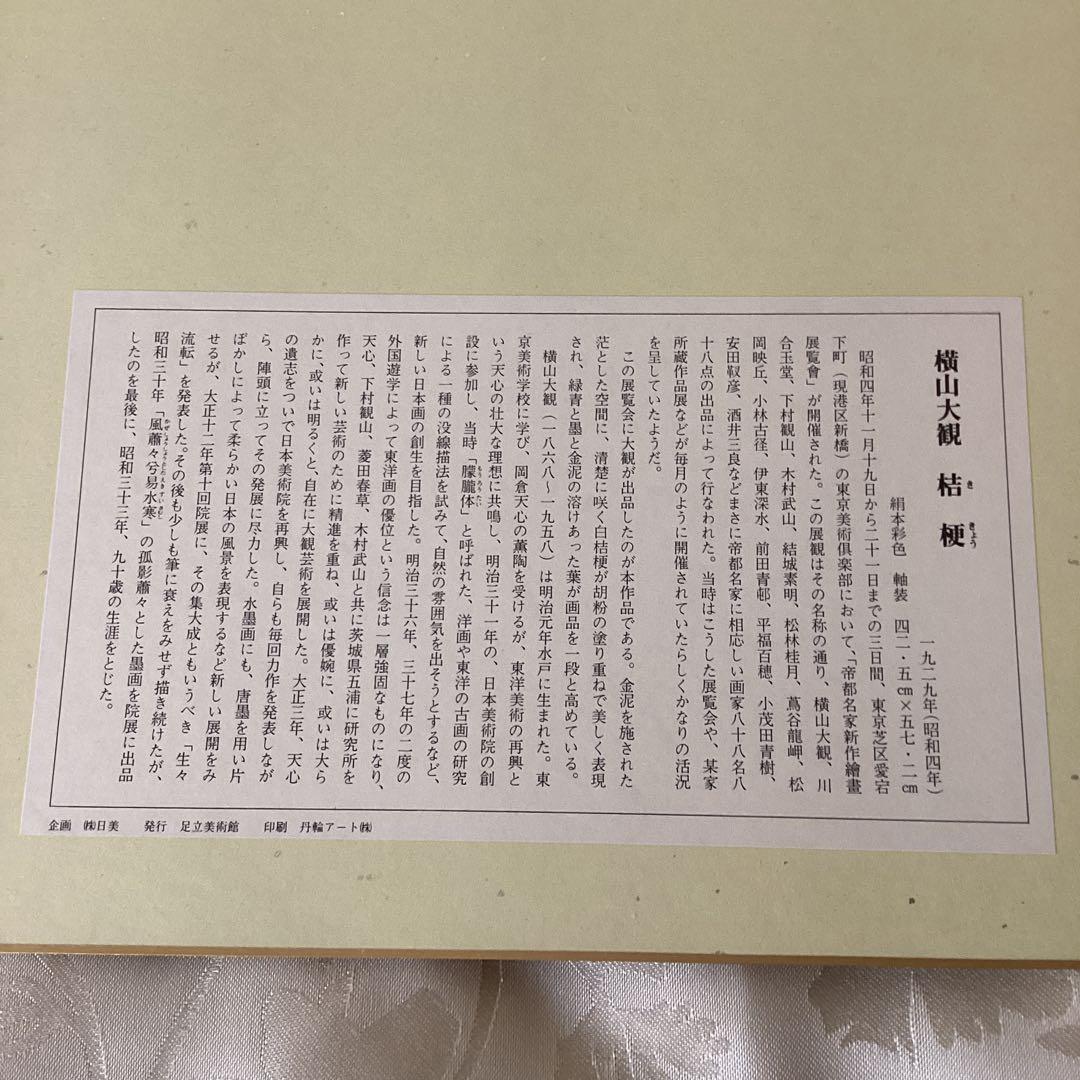 横山大観　桔梗
き　きょう
一九二九年（昭和四年）
絹本彩色　軸装　四二・五㎝×五七・二㎝
昭和四年十一月十九日から二十一日までの三日間、東京芝区愛宕
下町（現港区新橋）の東京美術倶楽部において、「帝都名家新作繪畫
展覧會」が開催された。この展観はその名称の通り、横山大観、川
合玉堂、下村観山、木村武山、結城素明、松林桂月、蔦谷龍岬、松
岡映丘、小林古径、伊東深水、前田青邨、平福百穂、小茂田青樹、
安田靫彦、酒井三良などまさに帝都名家に相応しい画家八十八名八
十八点の出品によって行なわれた。当時はこうした展覧会や、某家
所蔵作品展などが毎月のように開催されていたらしくかなりの活況
を呈していたようだ。
この展覧会に大観が出品したのが本作品である。金泥を施された
茫とした空間に、清楚に咲く白桔梗が胡粉の塗り重ねで美しく表現
され、緑青と墨と金泥の溶けあった葉が画品を一段と高めている。
横山大観（一八六八～一九五八）は明治元年水戸に生まれた。東
京美術学校に学び、岡倉天心の薫陶を受けるが、東洋美術の再興と
いう天心の壮大な理想に共鳴し、明治三十一年の、日本美術院の創
設に参加し、当時「朦朧体」と呼ばれた、洋画や東洋の古画の研究
もうろうたい
による一種の没線描法を試みて、自然の雰囲気を出そうとするなど、
新しい日本画の創生を目指した。明治三十六年、三十七年の二度の
外国遊学によって東洋画の優位という信念は一層強固なものになり、
天心、下村観山、菱田春草、木村武山と共に茨城県五浦に研究所を
作って新しい芸術のために精進を重ね、或いは優婉に、或いは大ら
かに、或いは明るくと、自在に大観芸術を展開した。大正三年、天心
の遺志をついで日本美術院を再興し、自らも毎回力作を発表しなが
ら、陣頭に立ってその発展に尽力した。水墨画にも、唐墨を用い片
ぼかしによって柔らかい日本の風景を表現するなど新しい展開をみ
せるが、大正十二年第十回院展に、その集大成ともいうべき「生々
流転」を発表した。その後も少しも筆に衰えをみせず描き続けたが、
昭和三十年「風蕭々兮易水寒」の孤影蕭々とした墨画を院展に出品
したのを最後に、昭和三十三年、九十歳の生涯をとじた。
企画　㈱日美　発行　足立美術館　印刷　丹輪アート㈱